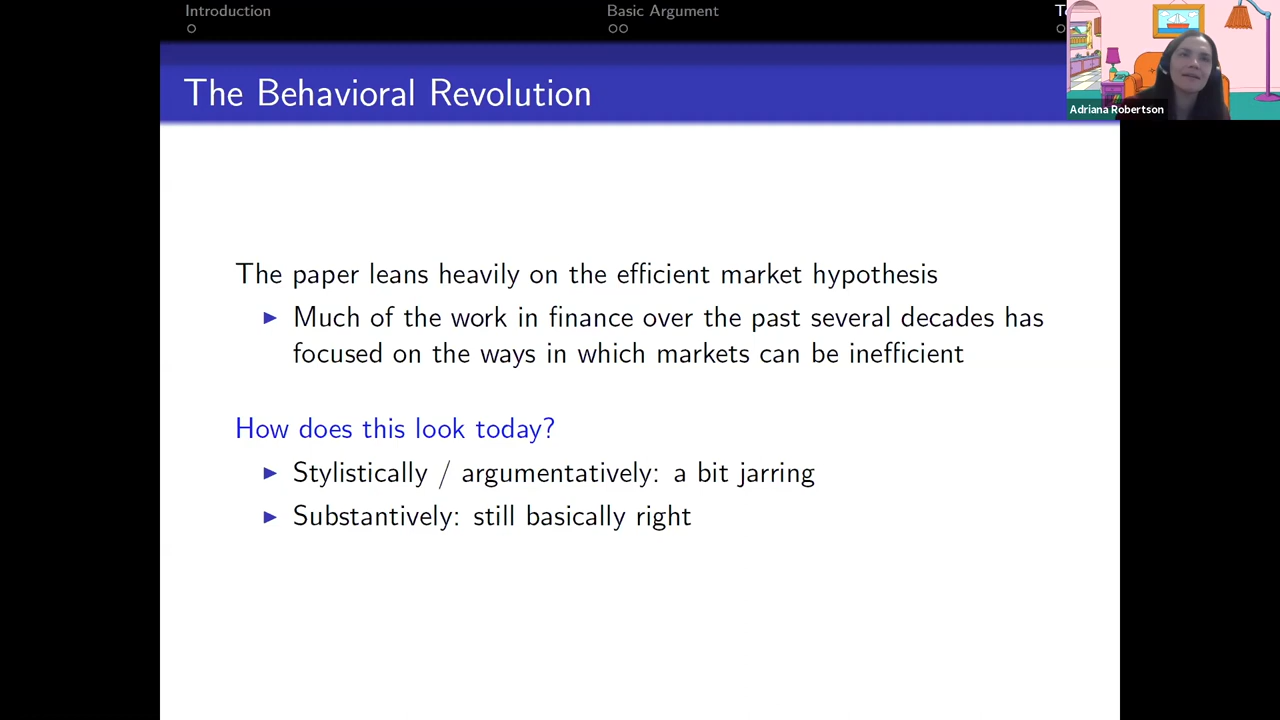 Introduction
Basic Argument
Adriana Robertson
The Behavioral Revolution
The paper leans heavily on the efficient market hypothesis
▶ Much of the work in finance over the past several decades has
focused on the ways in which markets can be inefficient
How does this look today?
▶ Stylistically / argumentatively: a bit jarring
▶ Substantively: still basically right